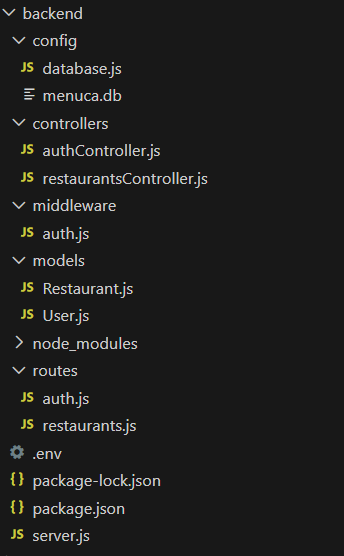 backend
config
JS database.js
menuca.db
controllers
JS authController.js
JS restaurantsController.js
middleware
JS auth.js
models
JS Restaurant.js
JS User.js
node_modules
routes
JS auth.js
JS restaurants.js
.env
{} package-lock.json
{} package.json
JS server.js